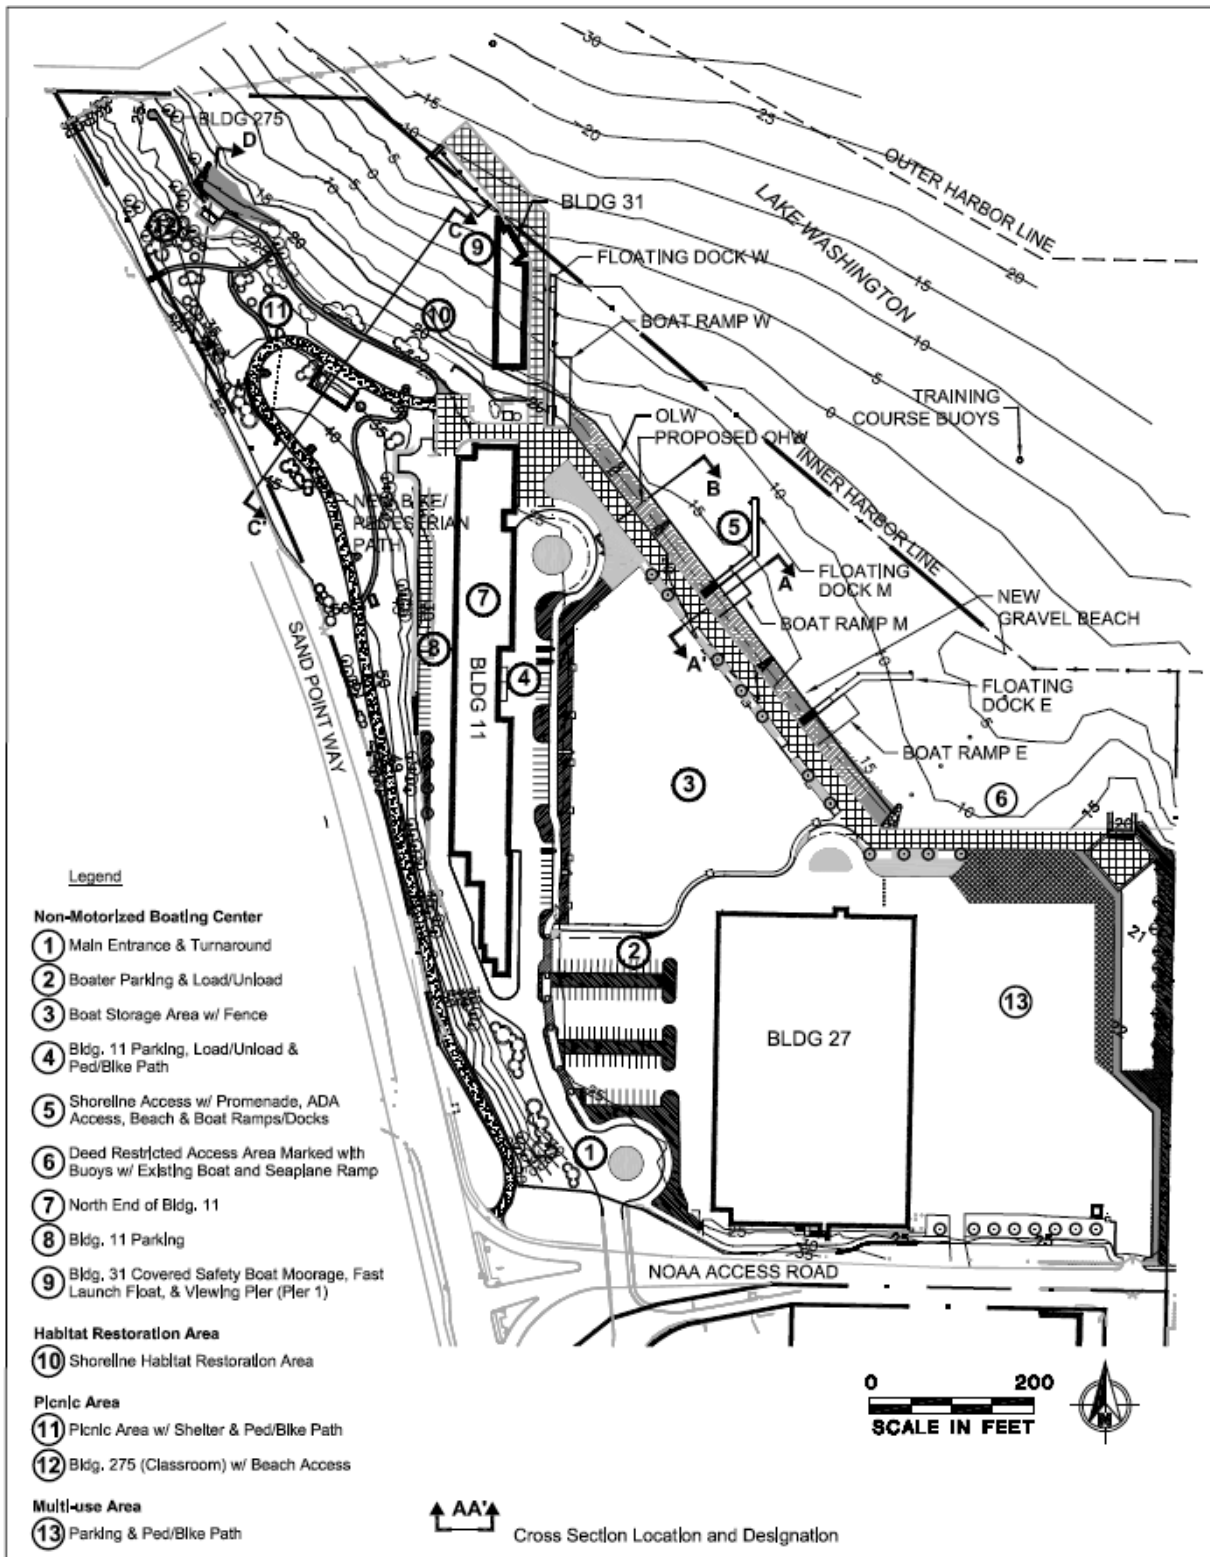 30
25
OUTER HARBOR LINE
LAKE WASHINGTON
BLDG 275
D
C
9
BLDG 31
FLOATING DOCK W
BOAT RAMP W
12
11
10
OLW
PROPOSED OHW
TRAINING
COURSE BUOYS
INNER HARBOR LINE
B
5
A
FLOATING
DOCK M
BOAT RAMP M
A'
NEW
GRAVEL BEACH
FLOATING
DOCK E
BOAT RAMP E
C'
NEW BIKE/
PEDESTRIAN
PATH
SAND POINT WAY
7
8
BLDG 11
4
3
6
2
BLDG 27
13
1
NOAA ACCESS ROAD
Legend
Non-Motorized Boating Center
1 Main Entrance & Turnaround
2 Boater Parking & Load/Unload
3 Boat Storage Area w/ Fence
4 Bldg. 11 Parking, Load/Unload &
Ped/Bike Path
5 Shoreline Access w/ Promenade, ADA
Access, Beach & Boat Ramps/Docks
6 Deed Restricted Access Area Marked with
Buoys w/ Existing Boat and Seaplane Ramp
7 North End of Bldg. 11
8 Bldg. 11 Parking
9 Bldg. 31 Covered Safety Boat Moorage, Fast
Launch Float, & Viewing Pier (Pier 1)
Habitat Restoration Area
10 Shoreline Habitat Restoration Area
Picnic Area
11 Picnic Area w/ Shelter & Ped/Bike Path
12 Bldg. 275 (Classroom) w/ Beach Access
Multi-use Area
13 Parking & Ped/Bike Path
0 200
SCALE IN FEET
N
AA'
Cross Section Location and Designation